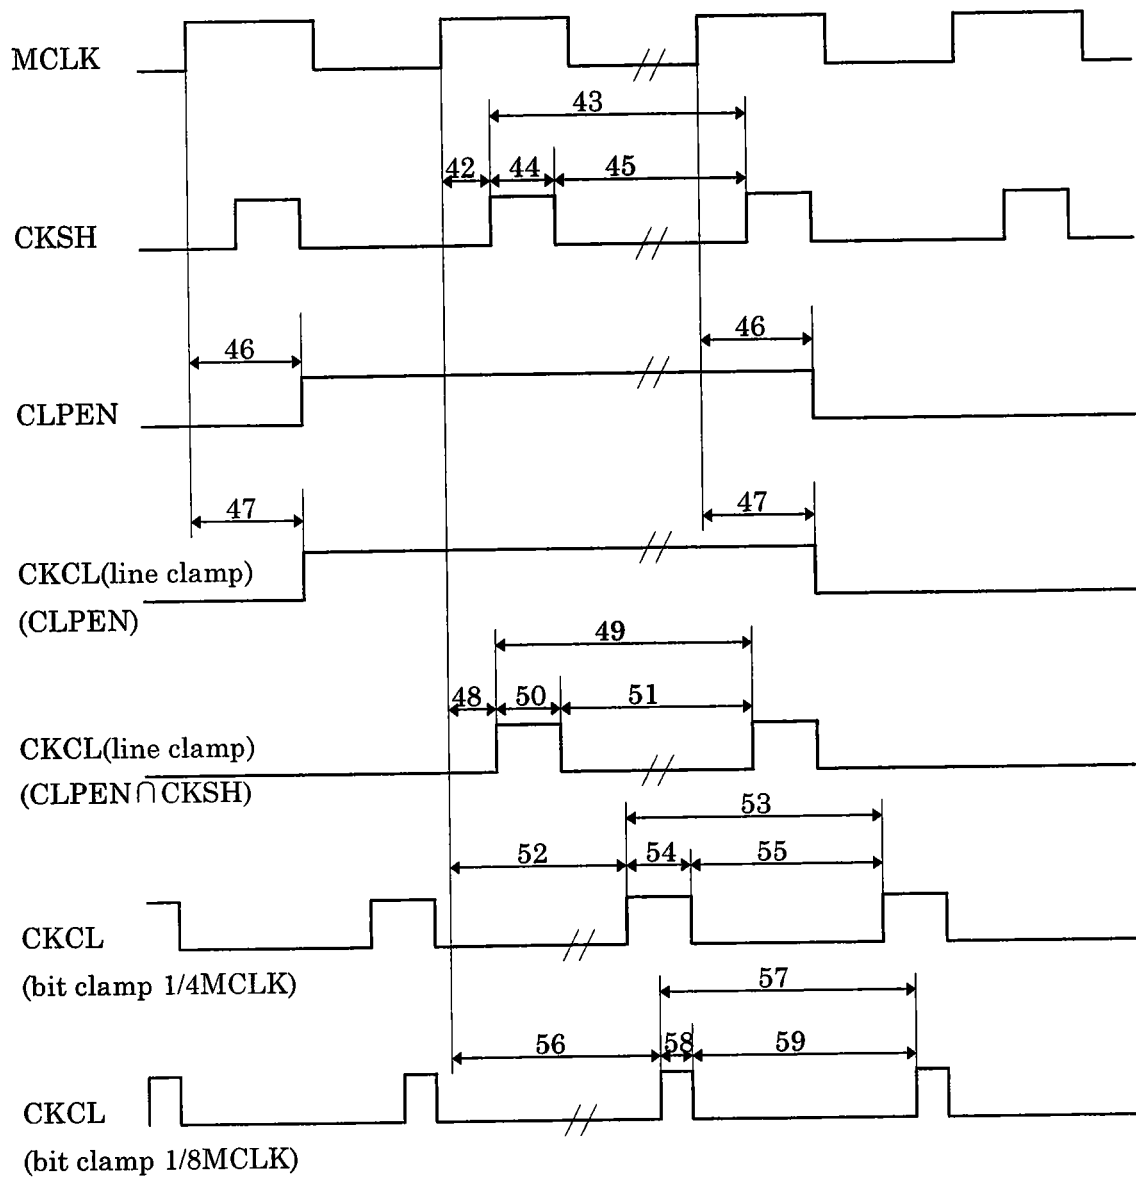 MCLK
43
42 44 45
CKSH
46 46
CLPEN
47 47
CKCL(line clamp)
(CLPEN)
49
48 50 51
CKCL(line clamp)
(CLPEN∩CKSH)
53
52 54 55
CKCL
(bit clamp 1/4MCLK)
57
56 58 59
CKCL
(bit clamp 1/8MCLK)